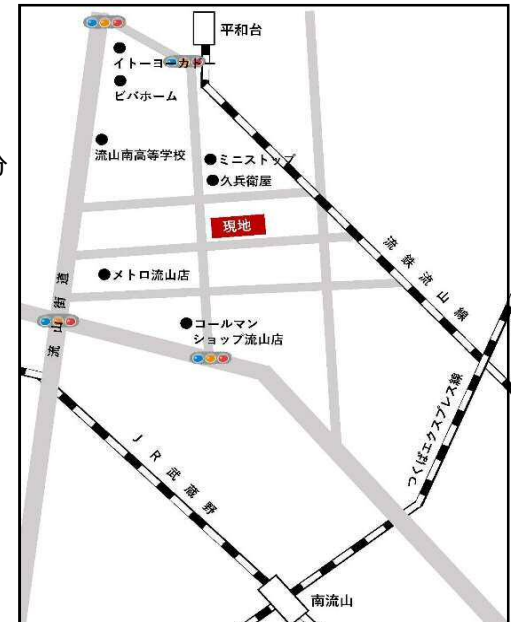 平和台
イトーヨーカドー
ビバホーム
分
流山南高等学校
ミニストップ
久兵衛屋
現地
流鉄流山線
メトロ流山店
流山街道
コールマン
ショップ流山店
つくばエクスプレス線
JR武蔵野
南流山